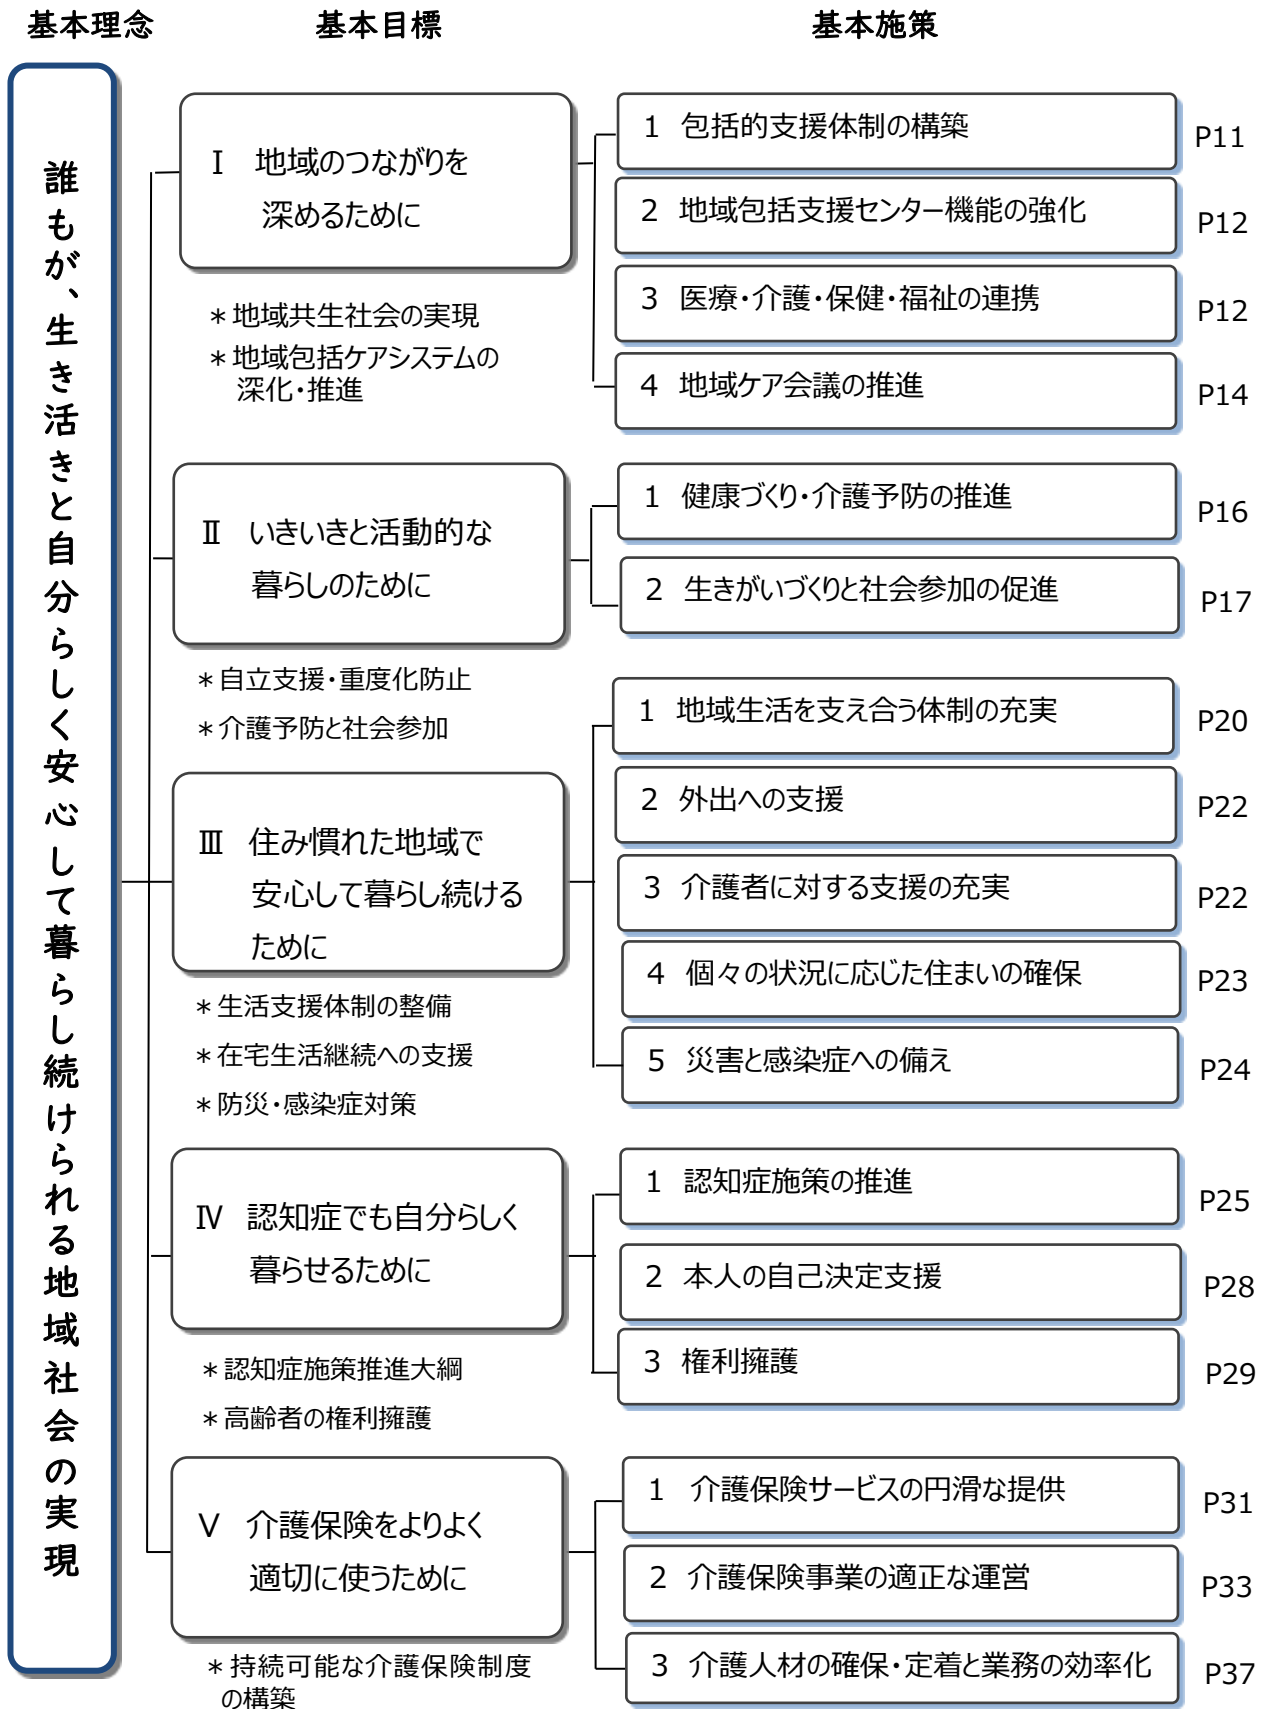 基本理念
基本目標
基本施策
誰もが、生き活きと自分らしく安心して暮らし続けられる地域社会の実現
Ⅰ 地域のつながりを
深めるために
＊地域共生社会の実現
＊地域包括ケアシステムの
深化・推進
1 包括的支援体制の構築
P11
2 地域包括支援センター機能の強化
P12
3 医療・介護・保健・福祉の連携
P12
4 地域ケア会議の推進
P14
Ⅱ いきいきと活動的な
暮らしのために
＊自立支援・重度化防止
＊介護予防と社会参加
1 健康づくり・介護予防の推進
P16
2 生きがいづくりと社会参加の促進
P17
Ⅲ 住み慣れた地域で
安心して暮らし続ける
ために
＊生活支援体制の整備
＊在宅生活継続への支援
＊防災・感染症対策
1 地域生活を支え合う体制の充実
P20
2 外出への支援
P22
3 介護者に対する支援の充実
P22
4 個々の状況に応じた住まいの確保
P23
5 災害と感染症への備え
P24
Ⅳ 認知症でも自分らしく
暮らせるために
＊認知症施策推進大綱
＊高齢者の権利擁護
1 認知症施策の推進
P25
2 本人の自己決定支援
P28
3 権利擁護
P29
Ⅴ 介護保険をよりよく
適切に使うために
＊持続可能な介護保険制度
の構築
1 介護保険サービスの円滑な提供
P31
2 介護保険事業の適正な運営
P33
3 介護人材の確保・定着と業務の効率化
P37